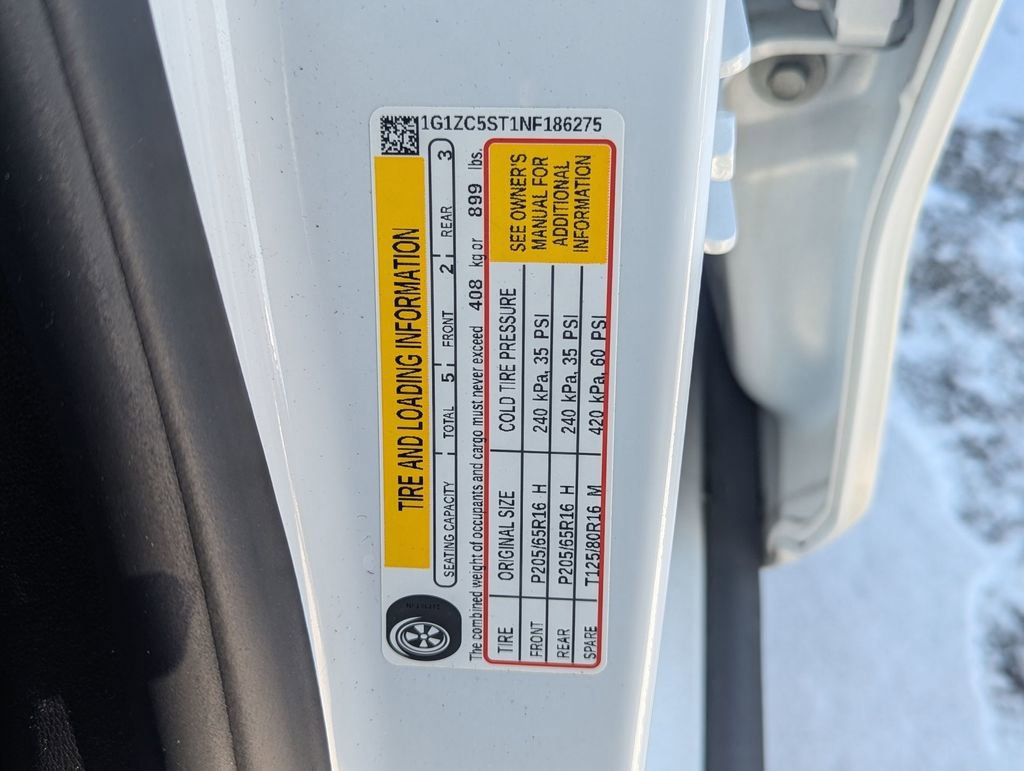 1G1ZC5ST1NF186275
TIRE AND LOADING INFORMATION
SEATING CAPACITY TOTAL 5 FRONT 2 REAR 3
The combined weight of occupants and cargo must never exceed 408 kg or 899 lbs.
TIRE ORIGINAL SIZE COLD TIRE PRESSURE
FRONT P205/65R16 H 240 kPa, 35 PSI
REAR P205/65R16 H 240 kPa, 35 PSI
SPARE T125/80R16 M 420 kPa, 60 PSI
SEE OWNER'S
MANUAL FOR
ADDITIONAL
INFORMATION